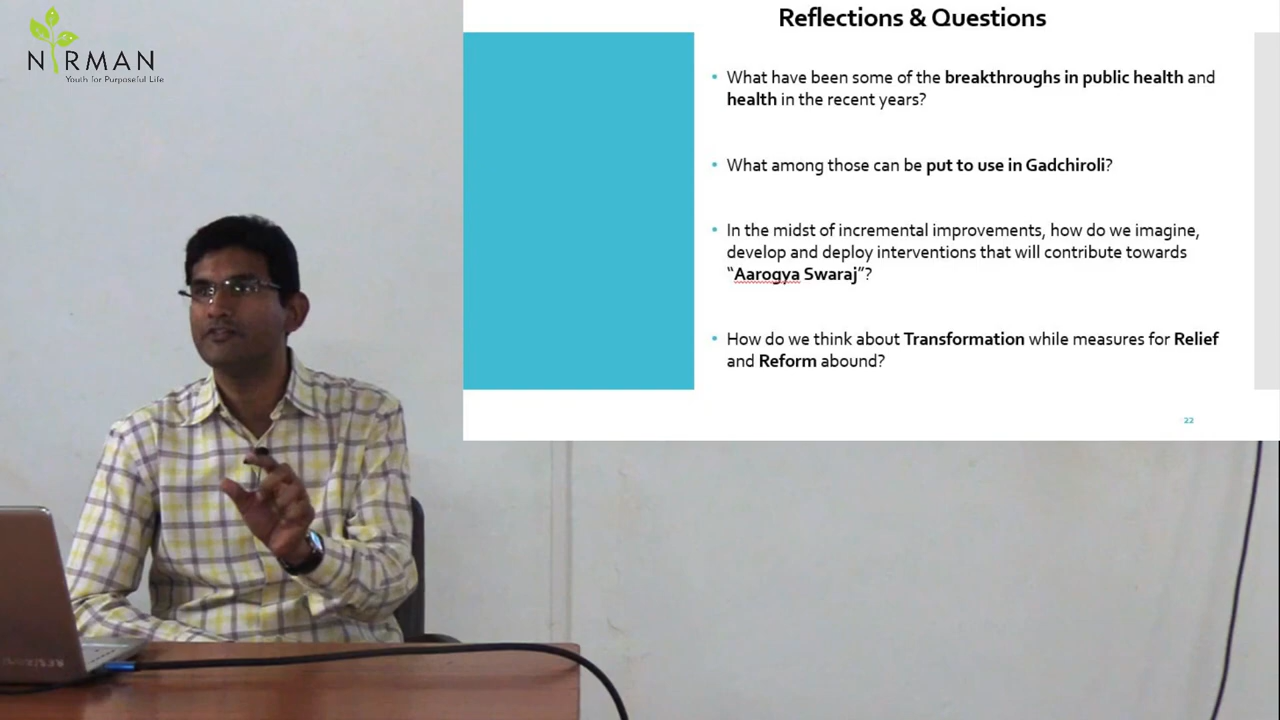 NIRMAN
Youth for Purposeful Life
Reflections & Questions
• What have been some of the breakthroughs in public health and
health in the recent years?
• What among those can be put to use in Gadchiroli?
• In the midst of incremental improvements, how do we imagine,
develop and deploy interventions that will contribute towards
“Aarogya Swaraj”?
• How do we think about Transformation while measures for Relief
and Reform abound?
22